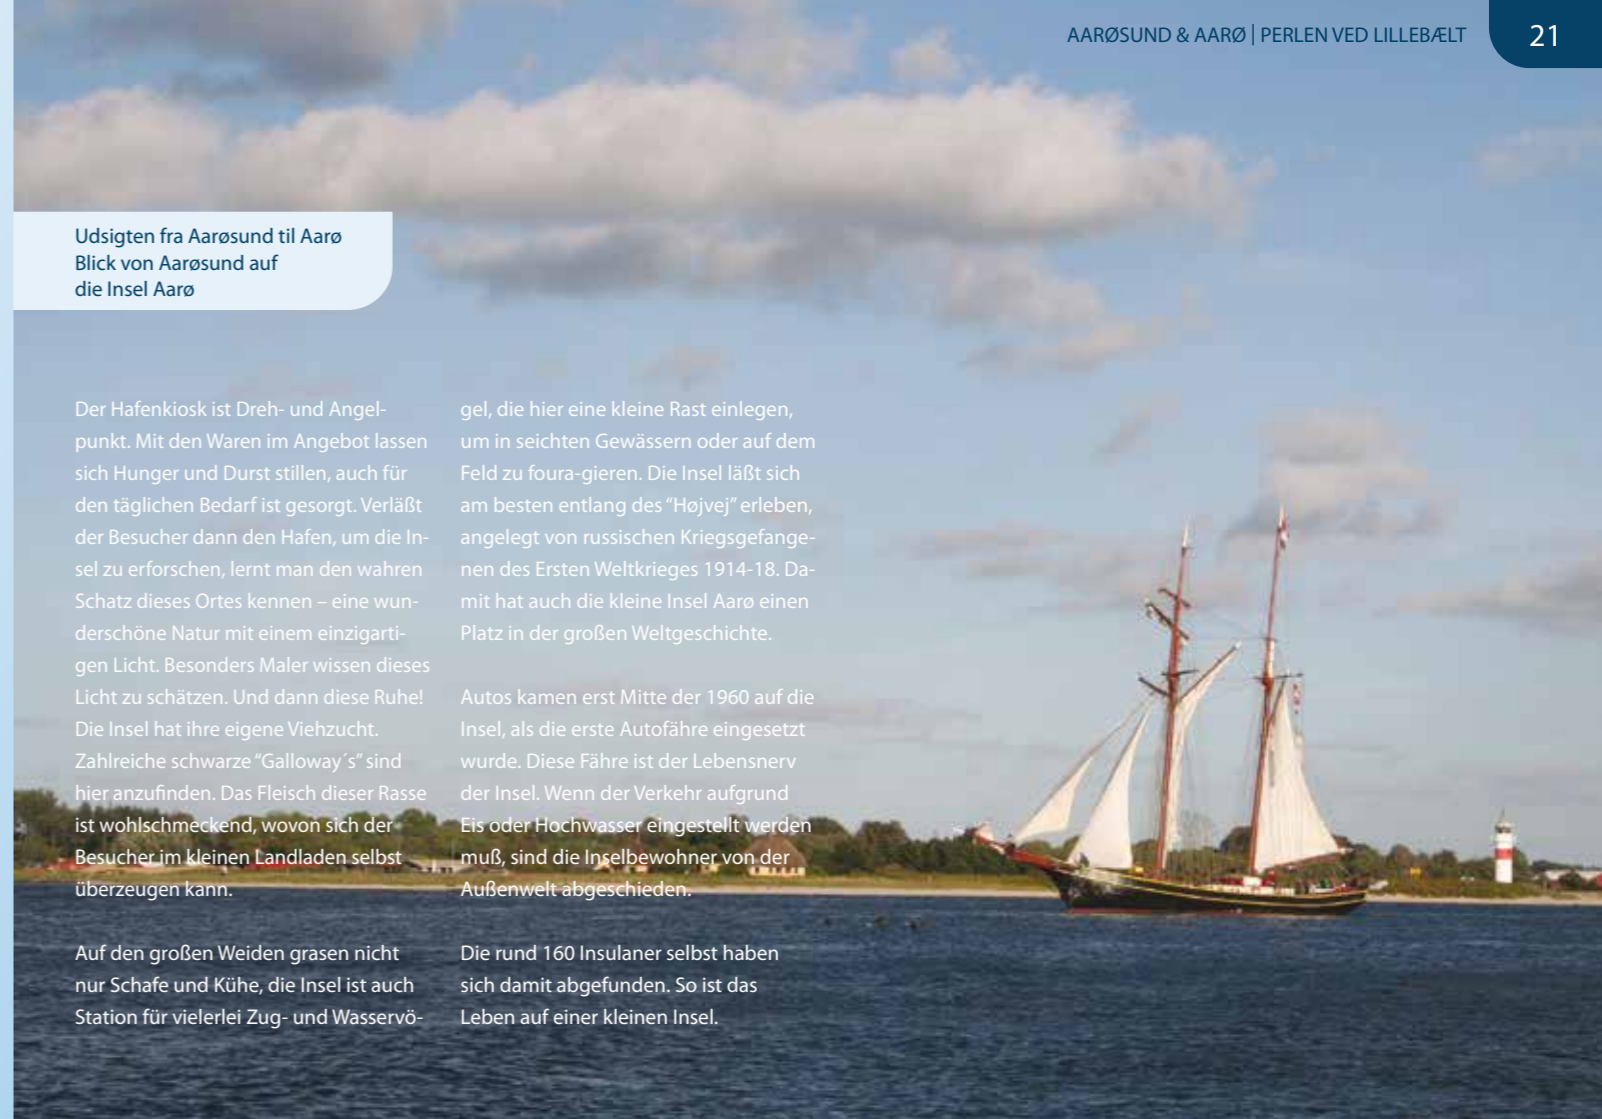 AARØSUND & AARØ | PERLEN VED LILLEBÆLT
21
Udsigten fra Aarøsund til Aarø
Blick von Aarøsund auf
die Insel Aarø
Der Hafenkiosk ist Dreh- und Angel-
punkt. Mit den Waren im Angebot lassen
sich Hunger und Durst stillen, auch für
den täglichen Bedarf ist gesorgt. Verläßt
der Besucher dann den Hafen, um die In-
sel zu erforschen, lernt man den wahren
Schatz dieses Ortes kennen – eine wun-
derschöne Natur mit einem einzigarti-
gen Licht. Besonders Maler wissen dieses
Licht zu schätzen. Und dann diese Ruhe!
Die Insel hat ihre eigene Viehzucht.
Zahlreiche schwarze “Galloway´s” sind
hier anzufinden. Das Fleisch dieser Rasse
ist wohlschmeckend, wovon sich der
Besucher im kleinen Landladen selbst
überzeugen kann.

Auf den großen Weiden grasen nicht
nur Schafe und Kühe, die Insel ist auch
Station für vielerlei Zug- und Wasservö-
gel, die hier eine kleine Rast einlegen,
um in seichten Gewässern oder auf dem
Feld zu foura-gieren. Die Insel läßt sich
am besten entlang des “Højvej” erleben,
angelegt von russischen Kriegsgefange-
nen des Ersten Weltkrieges 1914-18. Da-
mit hat auch die kleine Insel Aarø einen
Platz in der großen Weltgeschichte.

Autos kamen erst Mitte der 1960 auf die
Insel, als die erste Autofähre eingesetzt
wurde. Diese Fähre ist der Lebensnerv
der Insel. Wenn der Verkehr aufgrund
Eis oder Hochwasser eingestellt werden
muß, sind die Inselbewohner von der
Außenwelt abgeschieden.

Die rund 160 Insulaner selbst haben
sich damit abgefunden. So ist das
Leben auf einer kleinen Insel.